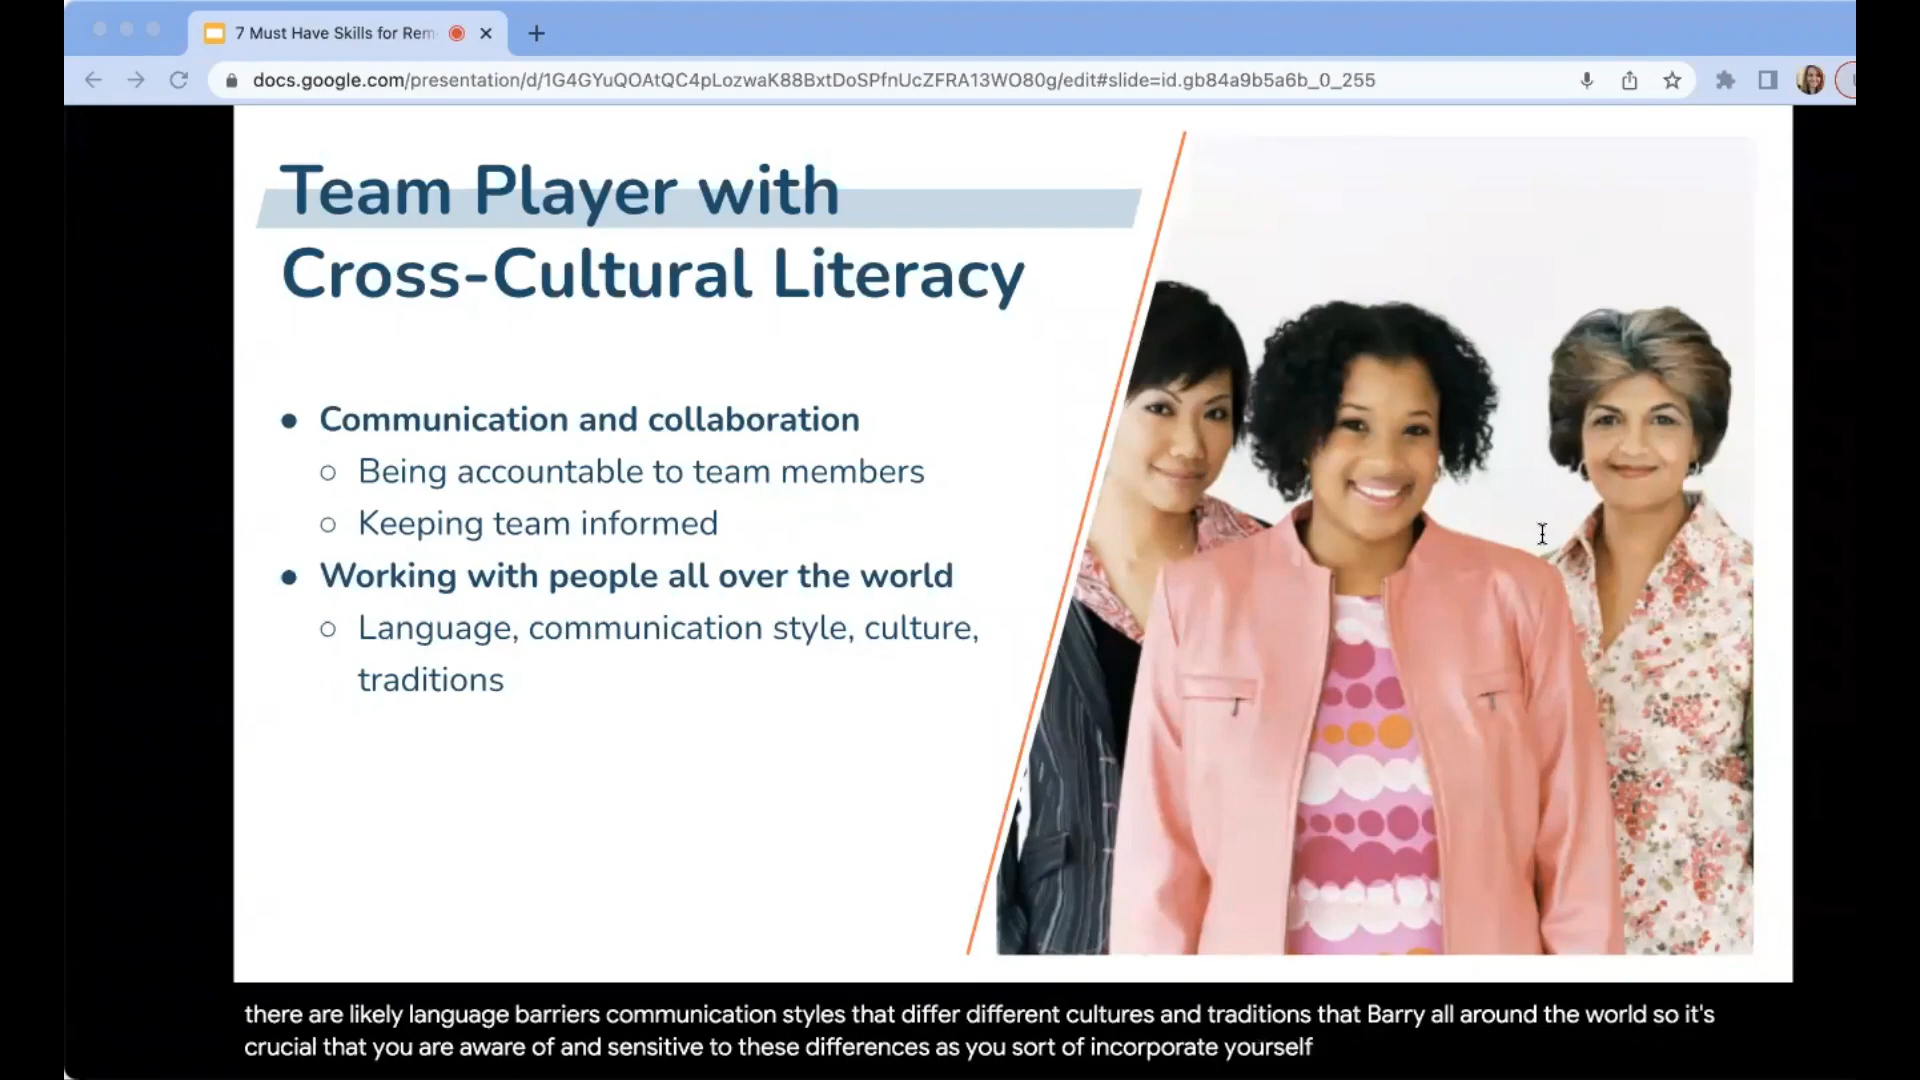 7 Must Have Skills for Rem
docs.google.com/presentation/d/1G4GYuQOAtQC4pLozwaK88BxtDoSPfnUcZFRA13WO80g/edit#slide=id.gb84a9b5a6b_0_255
Team Player with
Cross-Cultural Literacy
● Communication and collaboration
○ Being accountable to team members
○ Keeping team informed
● Working with people all over the world
○ Language, communication style, culture,
traditions
there are likely language barriers communication styles that differ different cultures and traditions that Barry all around the world so it's
crucial that you are aware of and sensitive to these differences as you sort of incorporate yourself